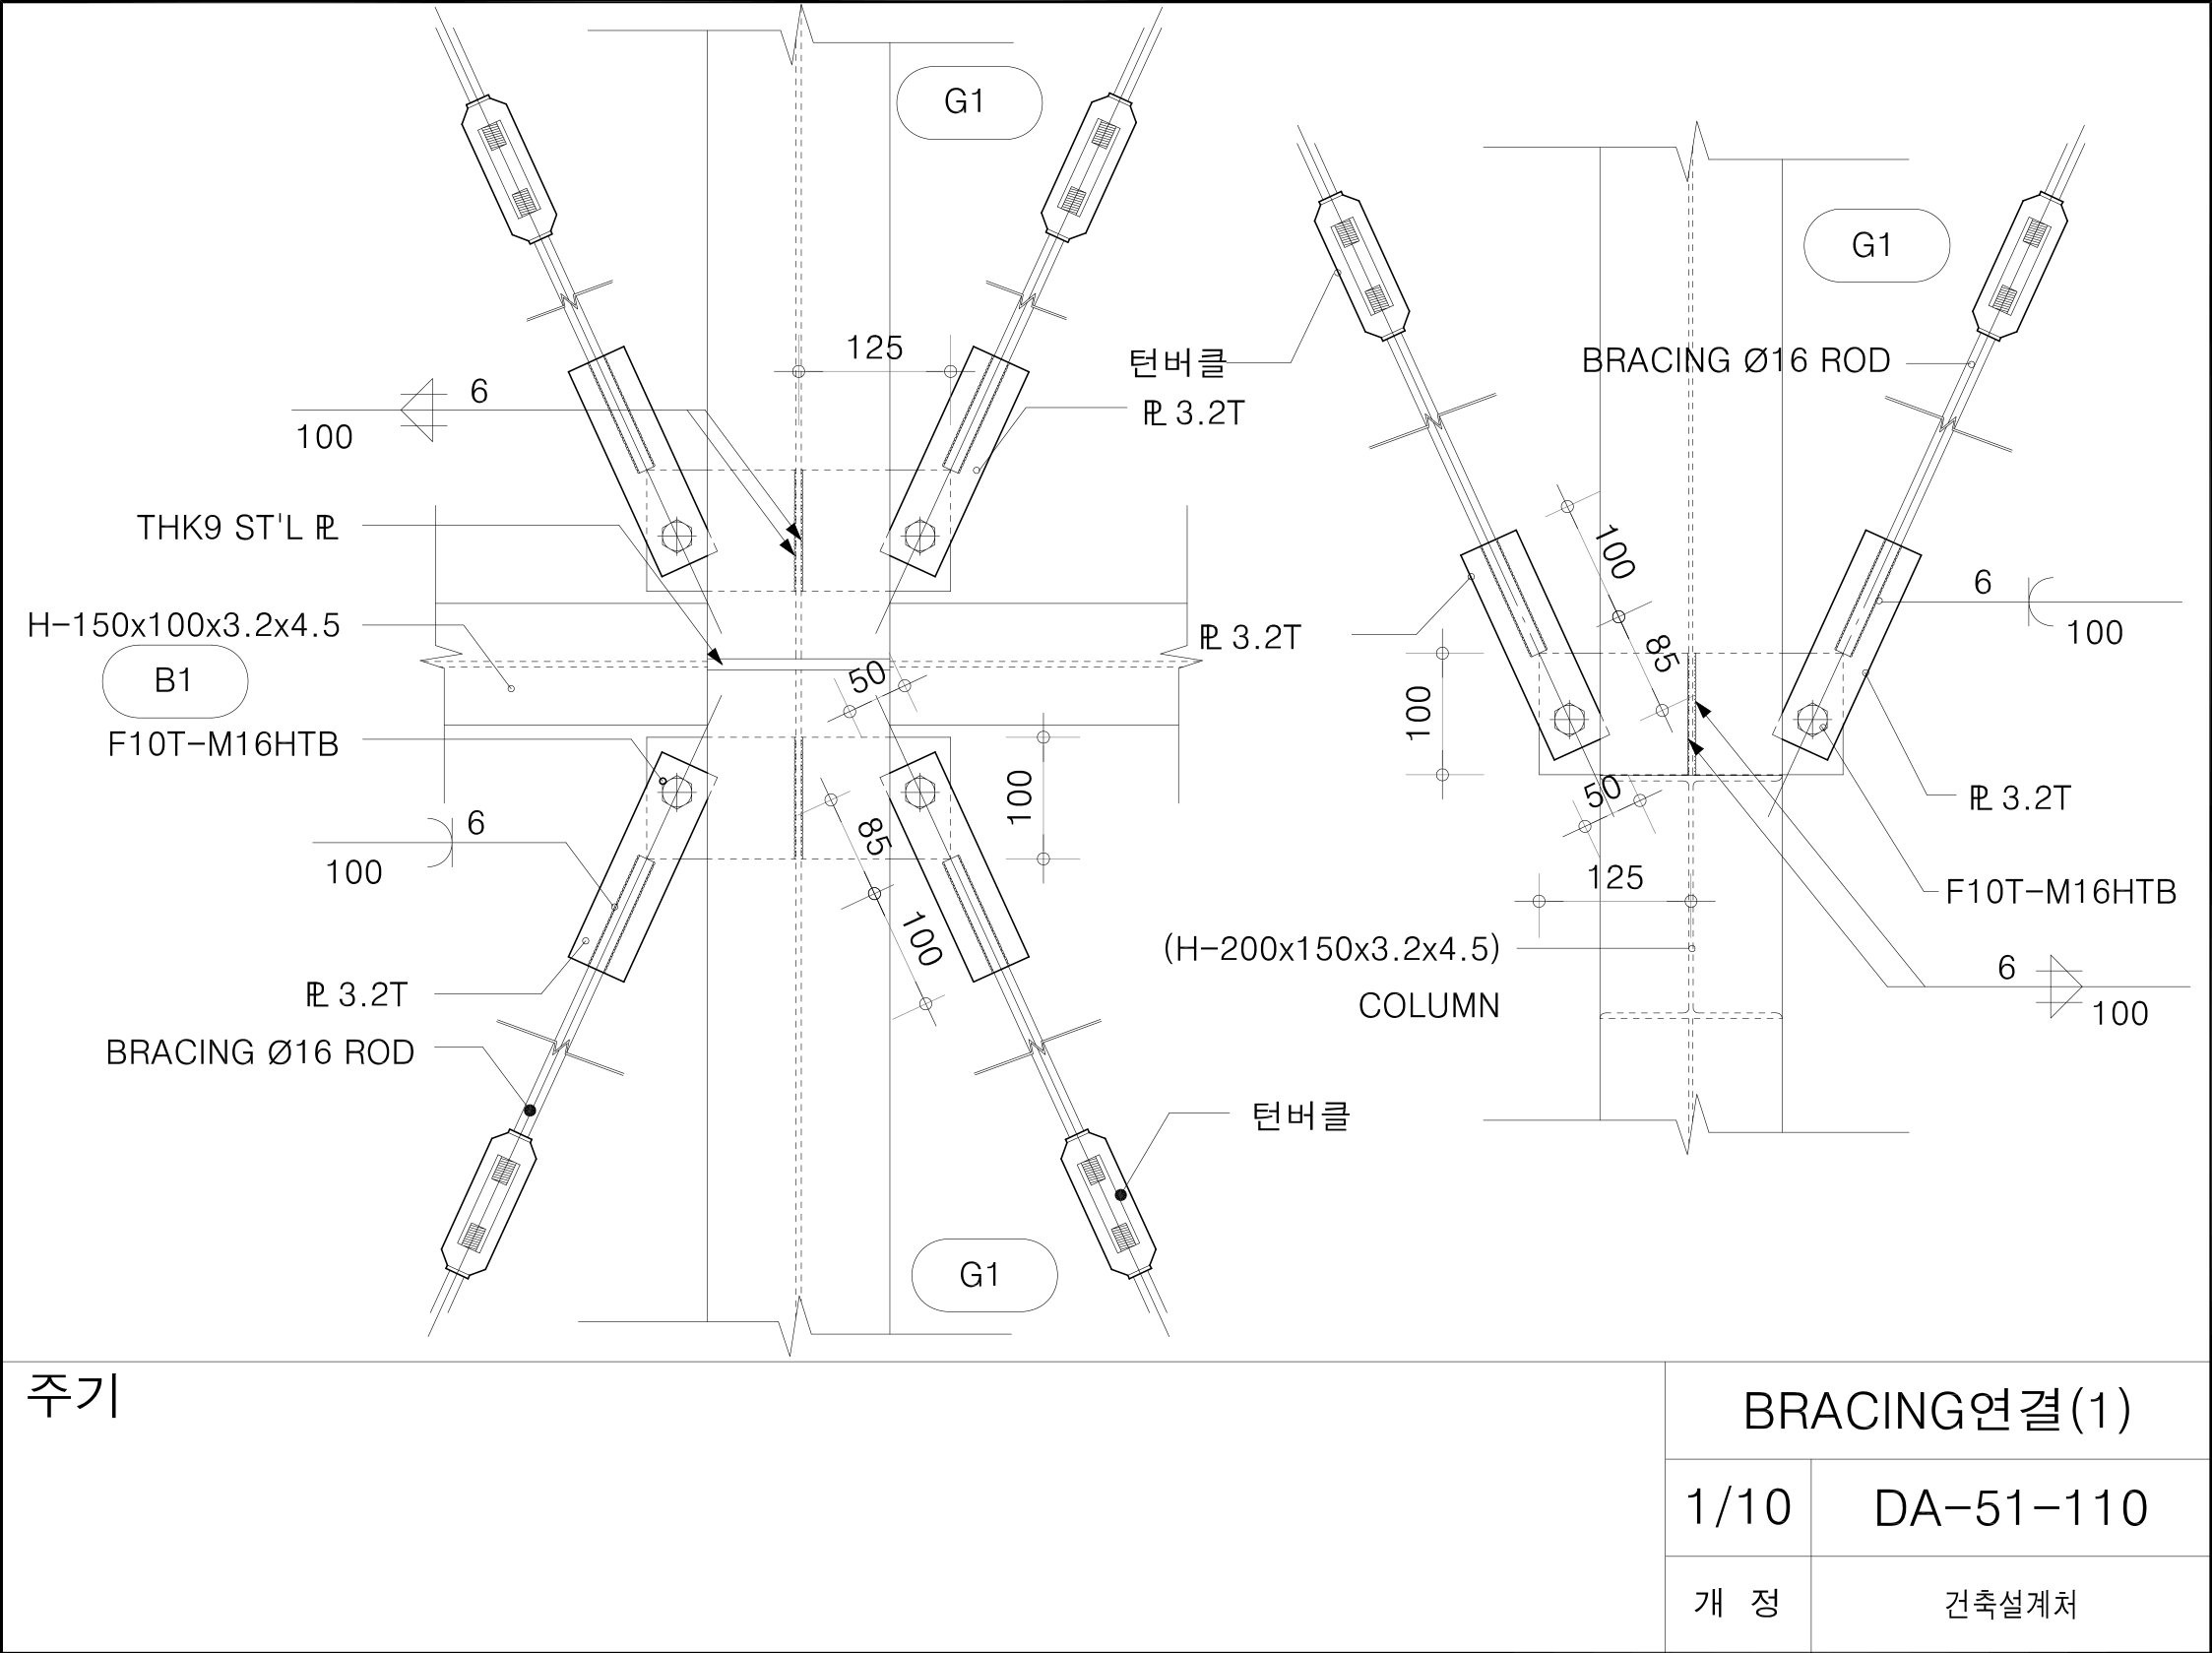 G1
G1
125
턴버클
BRACING Ø16 ROD
6
100
PL 3.2T
THK9 ST'L PL
100
6
100
H-150x100x3.2x4.5
PL 3.2T
85
B1
50
100
F10T-M16HTB
100
PL 3.2T
50
6
100
85
125
F10T-M16HTB
100
(H-200x150x3.2x4.5)
COLUMN
6
100
PL 3.2T
BRACING Ø16 ROD
턴버클
G1
주기
BRACING연결(1)
1/10
DA-51-110
개 정
건축설계처